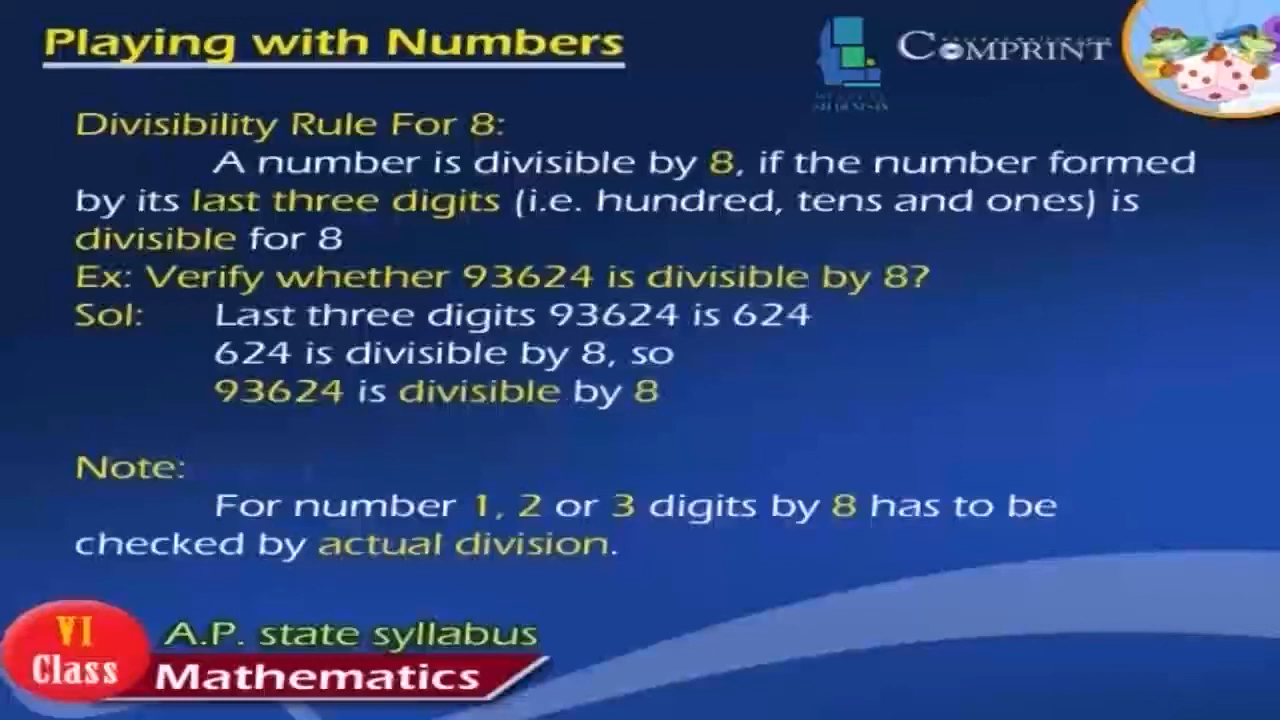 Playing with Numbers
COMPRINT
Divisibility Rule For 8:
A number is divisible by 8, if the number formed
by its last three digits (i.e. hundred, tens and ones) is
divisible for 8
Ex: Verify whether 93624 is divisible by 8?
Sol: Last three digits 93624 is 624
624 is divisible by 8, so
93624 is divisible by 8
Note:
For number 1, 2 or 3 digits by 8 has to be
checked by actual division.
VI
Class
A.P. state syllabus
Mathematics